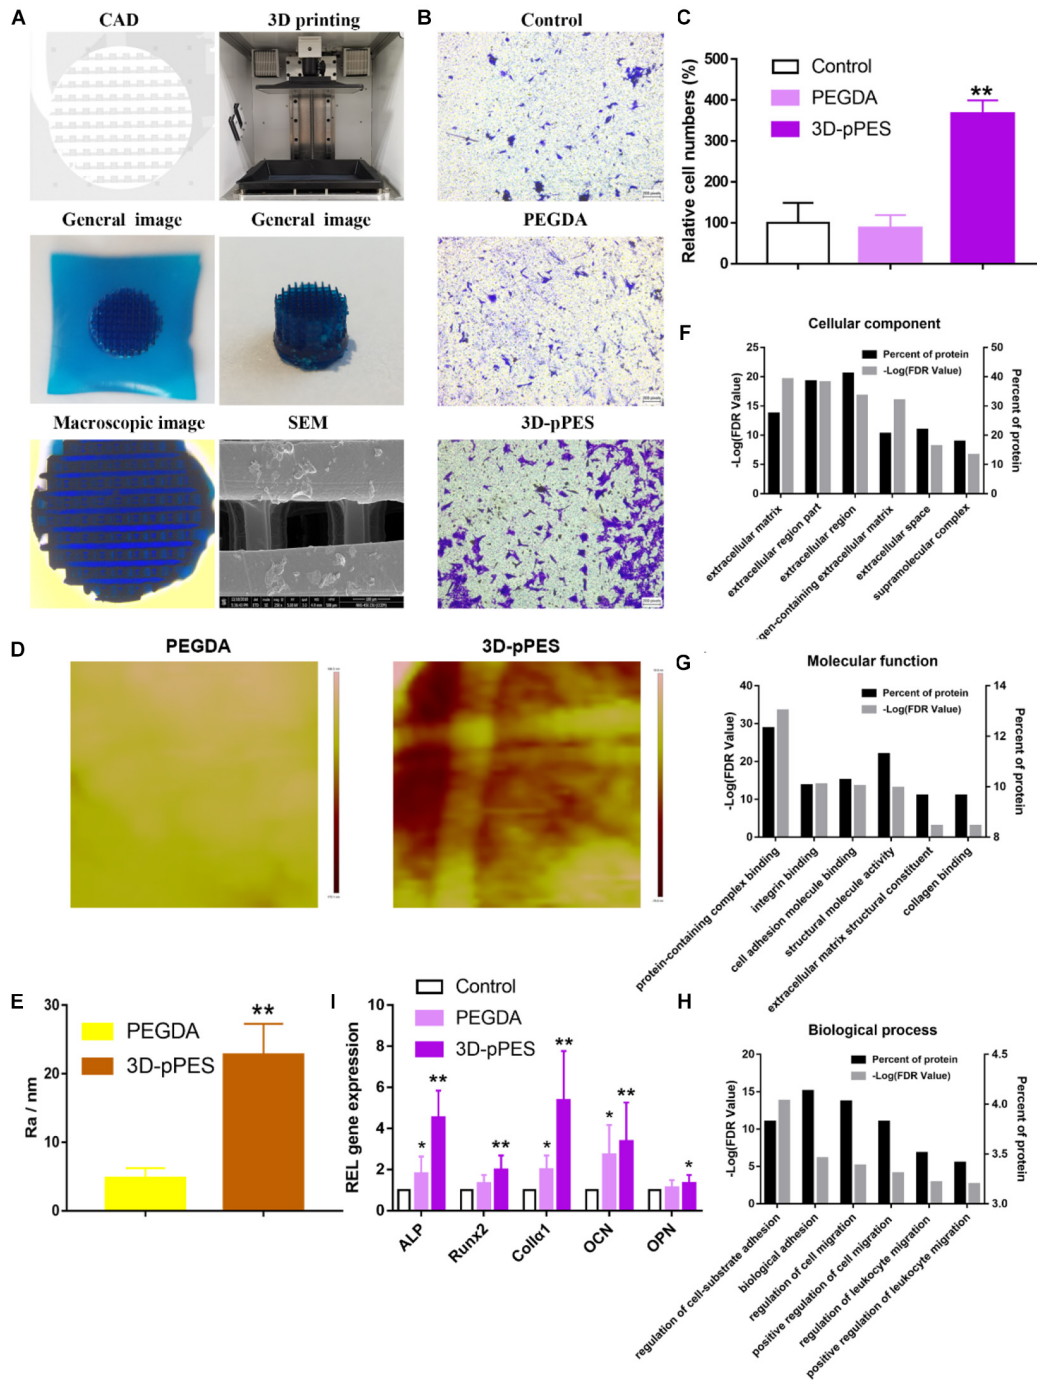 A
CAD
3D printing
General image
General image
Macroscopic image
SEM
B
Control
PEGDA
3D-pPES
C
Relative cell numbers (%)
500
400
300
200
100
0
Control
PEGDA
3D-pPES
**
D
PEGDA
3D-pPES
E
Ra / nm
30
20
10
0
PEGDA
3D-pPES
**
F
Cellular component
-Log(FDR Value)
25
20
15
10
5
0
Percent of protein
-Log(FDR Value)
50
40
30
20
10
0
Percent of protein
extracellular matrix
extracellular region part
extracellular region
gen-containing extracellular matrix
extracellular space
supramolecular complex
G
Molecular function
-Log(FDR Value)
40
30
20
10
0
Percent of protein
-Log(FDR Value)
14
12
10
8
Percent of protein
protein-containing complex binding
integrin binding
cell adhesion molecule binding
structural molecule activity
extracellular matrix structural constituent
collagen binding
H
Biological process
-Log(FDR Value)
20
15
10
5
0
Percent of protein
-Log(FDR Value)
4.5
4.0
3.5
3.0
Percent of protein
regulation of cell-substrate adhesion
biological adhesion
regulation of cell migration
positive regulation of cell migration
regulation of leukocyte migration
positive regulation of leukocyte migration
I
REL gene expression
10
8
6
4
2
0
Control
PEGDA
3D-pPES
*
**
**
*
**
*
**
*
ALP
Runx2
Collα1
OCN
OPN